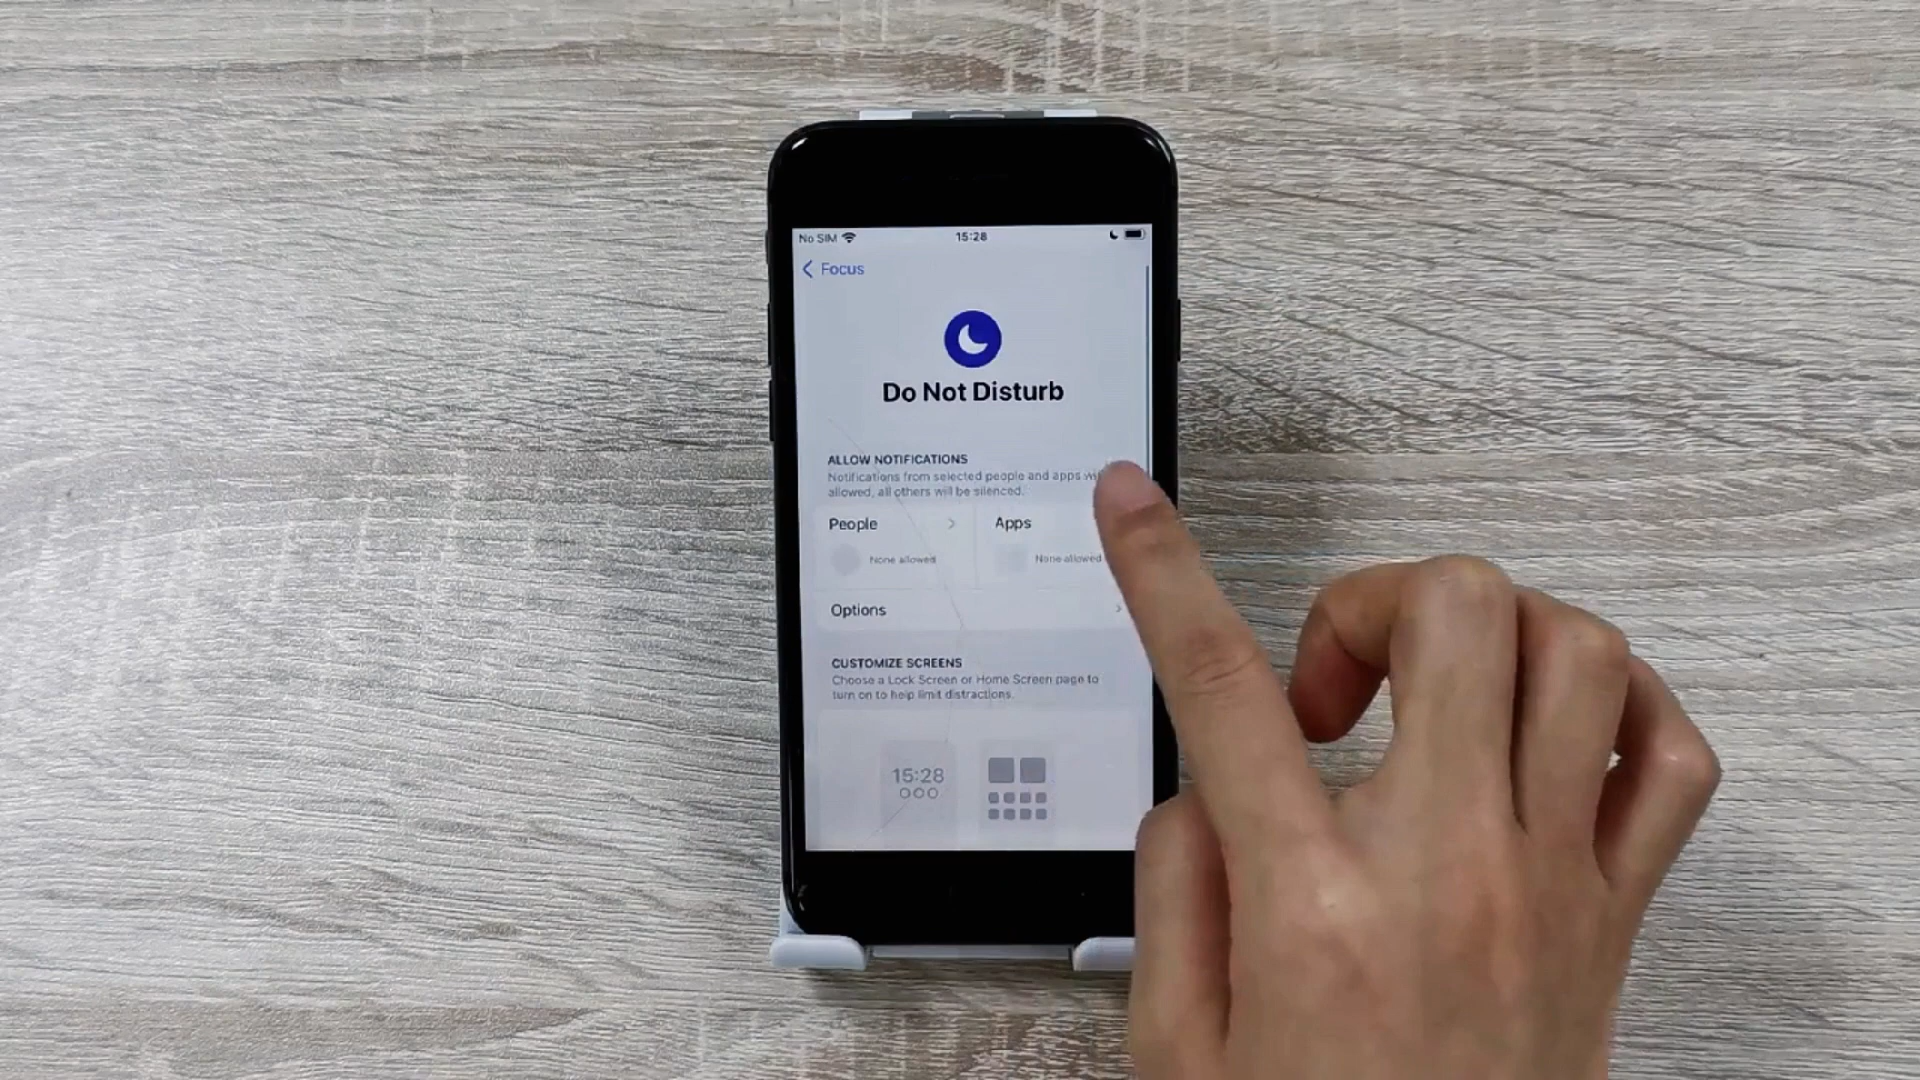 No SIM 15:28
Focus
Do Not Disturb
ALLOW NOTIFICATIONS
Notifications from selected people and apps
allowed, all others will be silenced.
People Apps
None allowed None allowed
Options
CUSTOMIZE SCREENS
Choose a Lock Screen or Home Screen page to
turn on to help limit distractions.
15:28